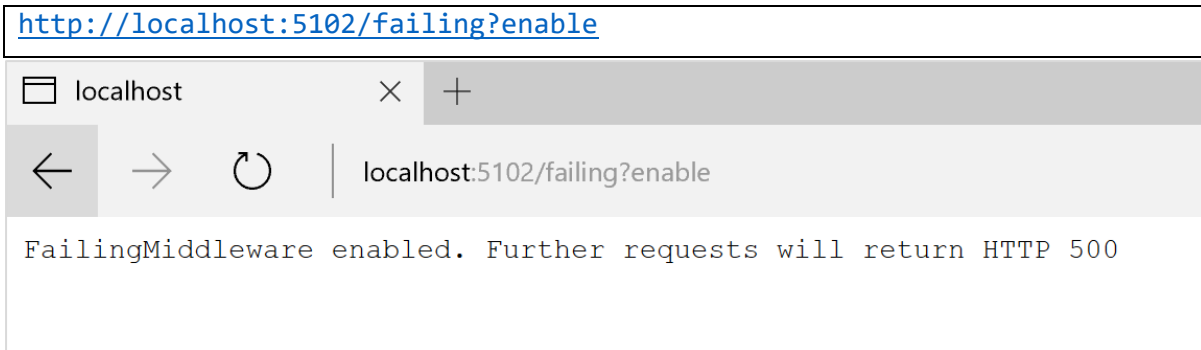 http://localhost:5102/failing?enable
localhost
localhost:5102/failing?enable
FailingMiddleware enabled. Further requests will return HTTP 500